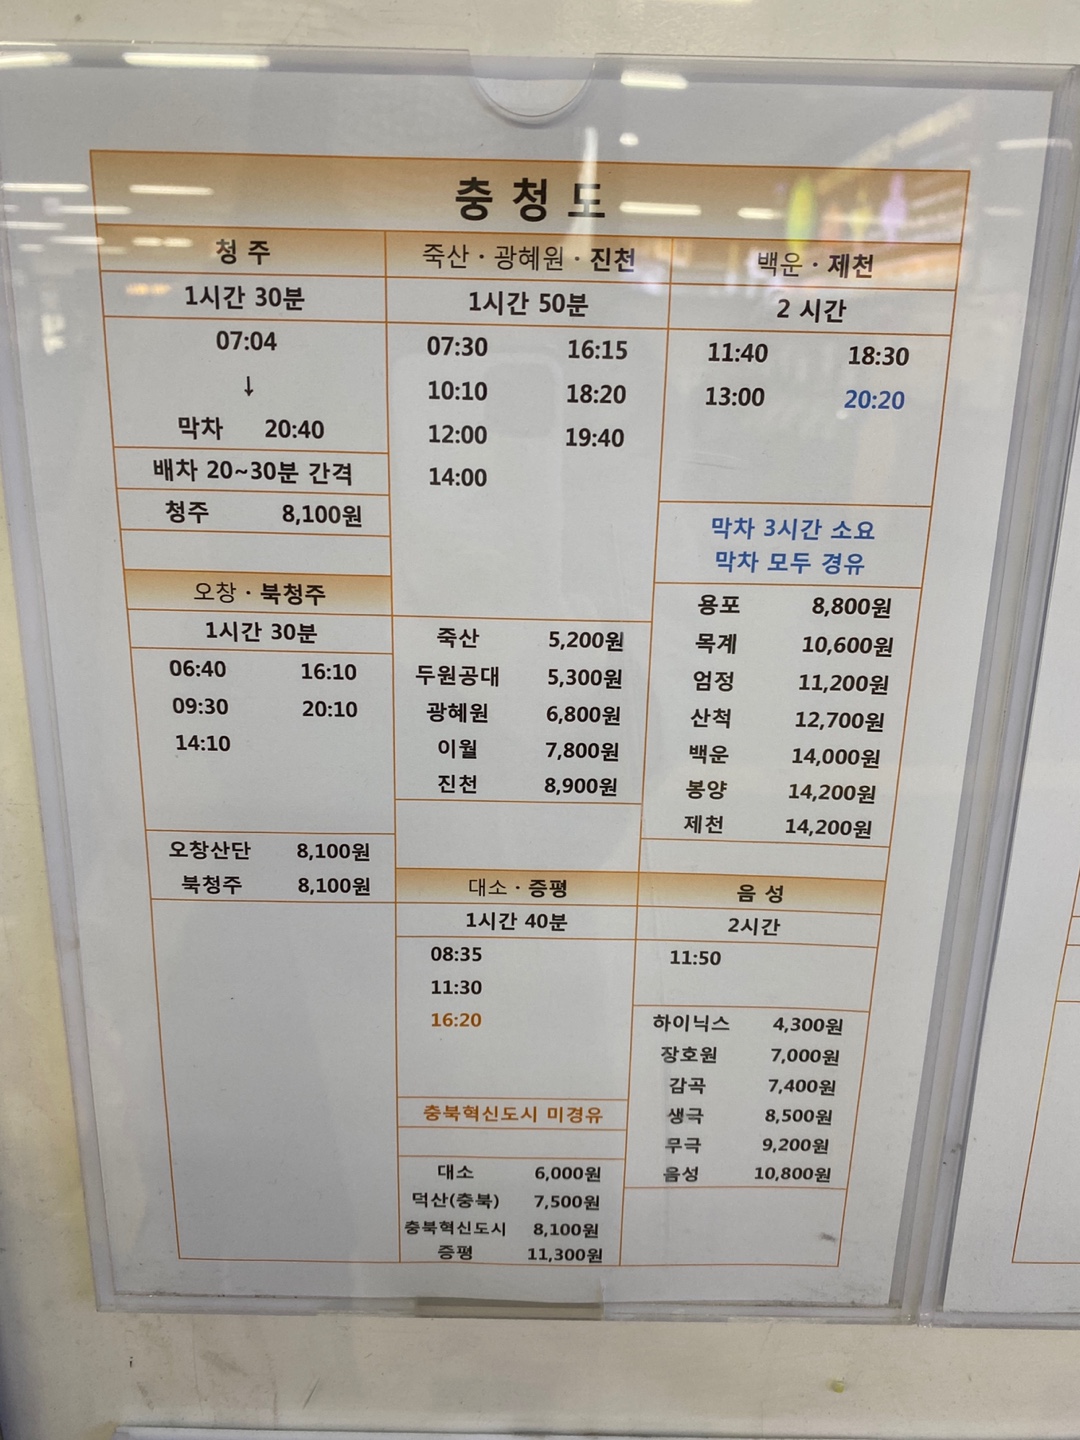 충청도
청주
1시간 30분
07:04
↓
막차 20:40
배차 20~30분 간격
청주 8,100원
오창·북청주
1시간 30분
06:40 16:10
09:30 20:10
14:10
오창산단 8,100원
북청주 8,100원
죽산·광혜원·진천
1시간 50분
07:30 16:15
10:10 18:20
12:00 19:40
14:00
죽산 5,200원
두원공대 5,300원
광혜원 6,800원
이월 7,800원
진천 8,900원
대소·증평
1시간 40분
08:35
11:30
16:20
충북혁신도시 미경유
대소 6,000원
덕산(충북) 7,500원
충북혁신도시 8,100원
증평 11,300원
백운·제천
2 시간
11:40 18:30
13:00 20:20
막차 3시간 소요
막차 모두 경유
용포 8,800원
목계 10,600원
엄정 11,200원
산척 12,700원
백운 14,000원
봉양 14,200원
제천 14,200원
음성
2시간
11:50
하이닉스 4,300원
장호원 7,000원
감곡 7,400원
생극 8,500원
무극 9,200원
음성 10,800원